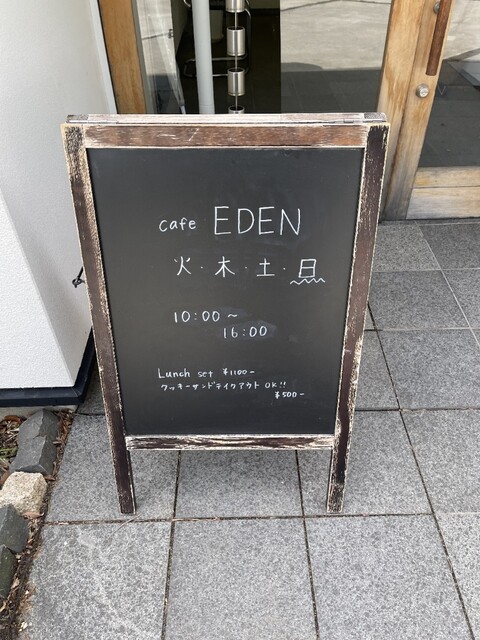 cafe EDEN
火・木・土・日
10:00～
16:00
Lunch set ¥1100-
クッキーサンドテイクアウト OK!!
¥500-